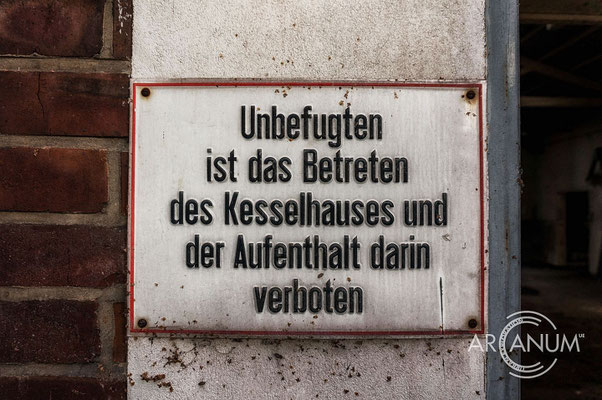 Unbefugten
ist das Betreten
des Kesselhauses und
der Aufenthalt darin
verboten
ARCANUM